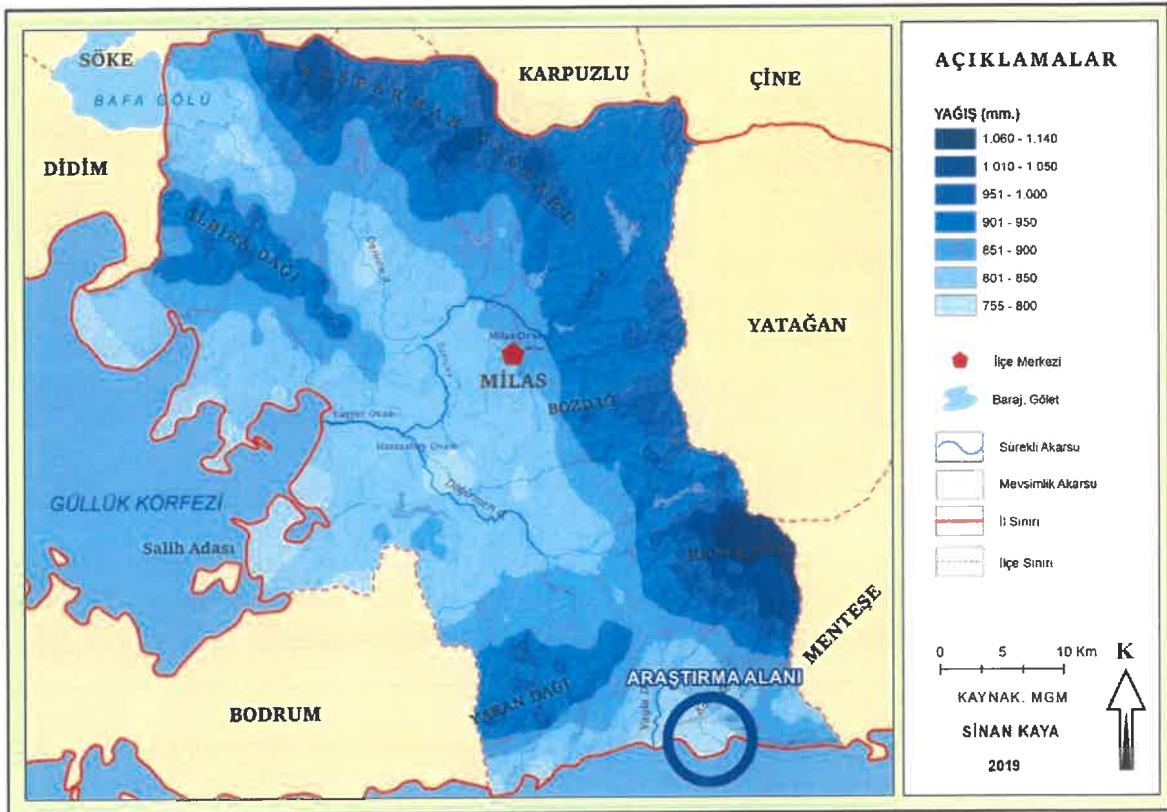 SÖKE
BAFA GÖLÜ
KARPUZLU
ÇİNE
DİDİM
YATAĞAN
MİLAS
BOZDAĞ
GÜLLÜK KÖRFEZİ
Salih Adası
MENTEŞE
ARAŞTIRMA ALANI
BODRUM
AÇIKLAMALAR
YAĞIŞ (mm.)
1.060 - 1.140
1 010 - 1 050
951 - 1.000
901 - 950
851 - 900
801 - 850
755 - 800
İlçe Merkezi
Baraj, Gölet
Sürekli Akarsu
Mevsimlik Akarsu
İl Sınırı
İlçe Sınırı
0 5 10 Km
K
KAYNAK. MGM
SİNAN KAYA
2019